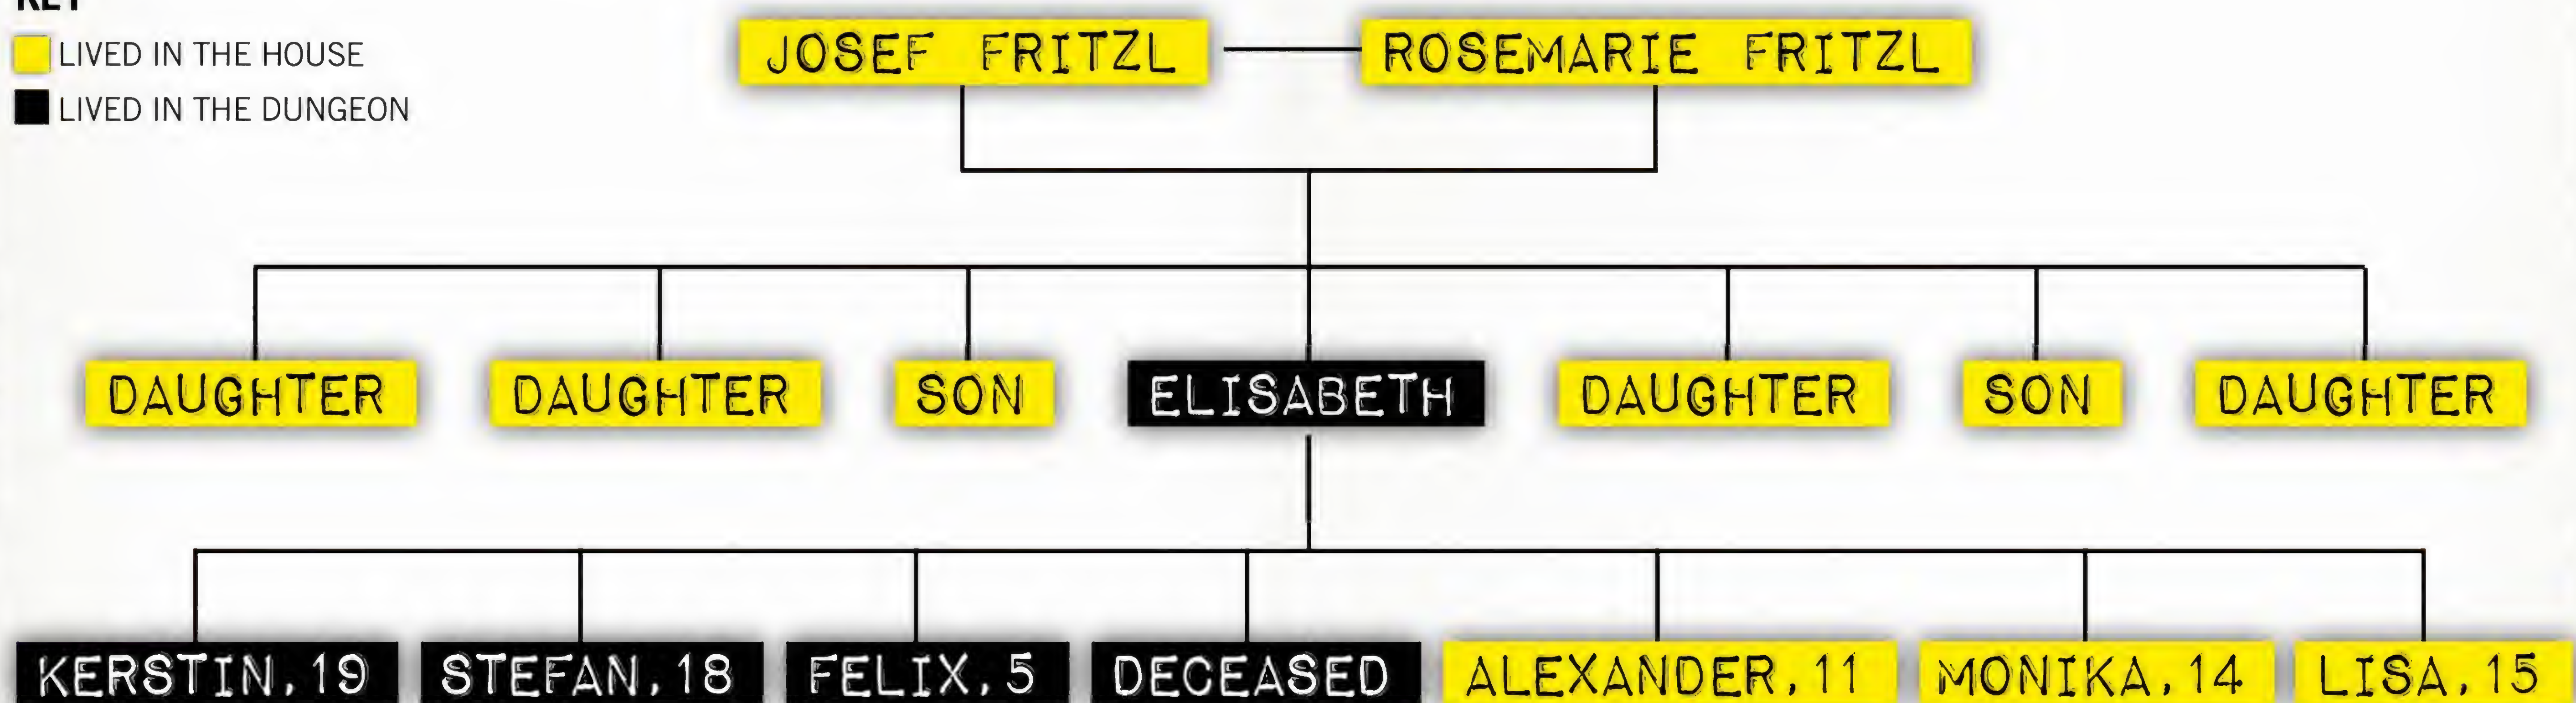 KEY
LIVED IN THE HOUSE
LIVED IN THE DUNGEON
JOSEF FRITZL
ROSEMARIE FRITZL
DAUGHTER
DAUGHTER
SON
ELISABETH
DAUGHTER
SON
DAUGHTER
KERSTIN, 19
STEFAN, 18
FELIX, 5
DECEASED
ALEXANDER, 11
MONIKA, 14
LISA, 15